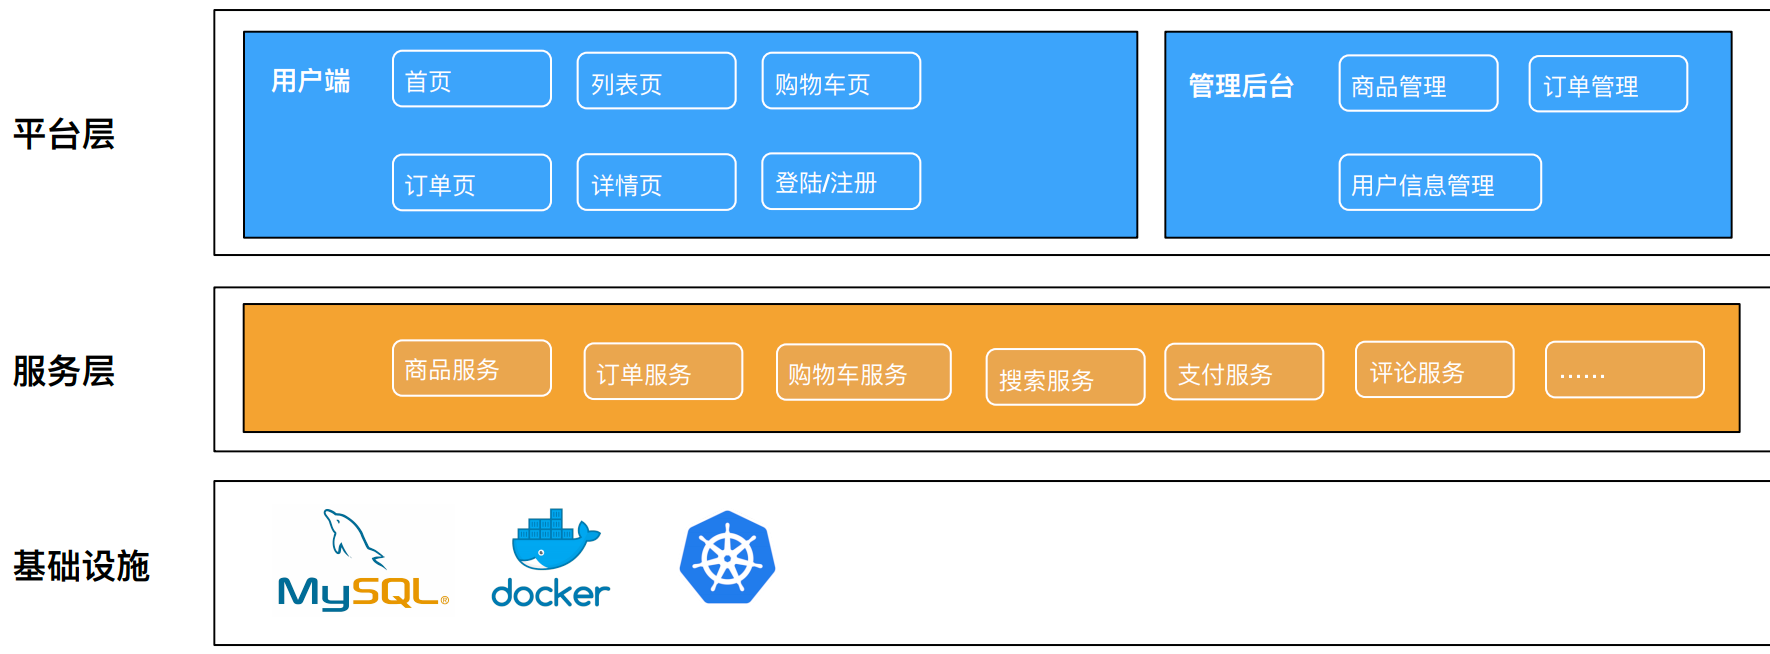 平台层
用户端
首页
列表页
购物车页
订单页
详情页
登陆/注册
管理后台
商品管理
订单管理
用户信息管理
服务层
商品服务
订单服务
购物车服务
搜索服务
支付服务
评论服务
......
基础设施
MySQL®
docker